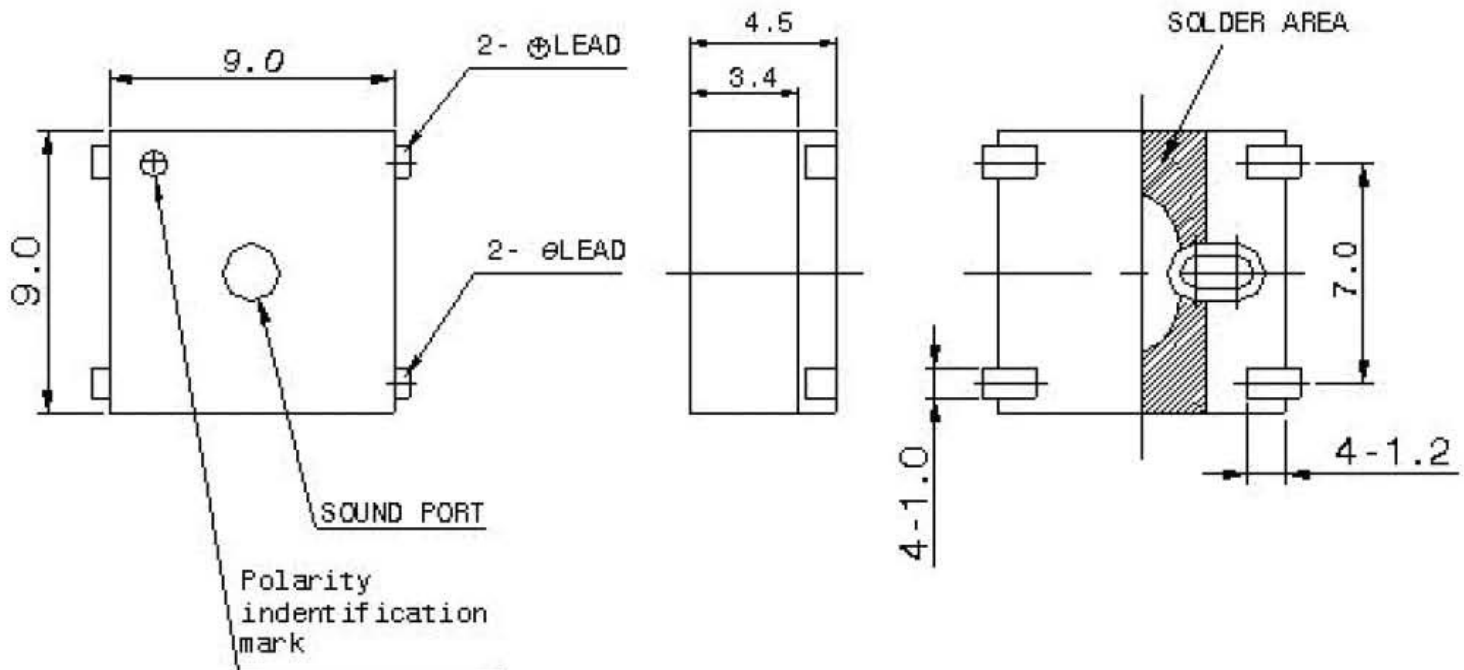 9.0
2- ⊕LEAD
4.5
3.4
SOLDER AREA
9.0
2- ⊖LEAD
7.0
4-1.0
4-1.2
SOUND PORT
Polarity
indentification
mark